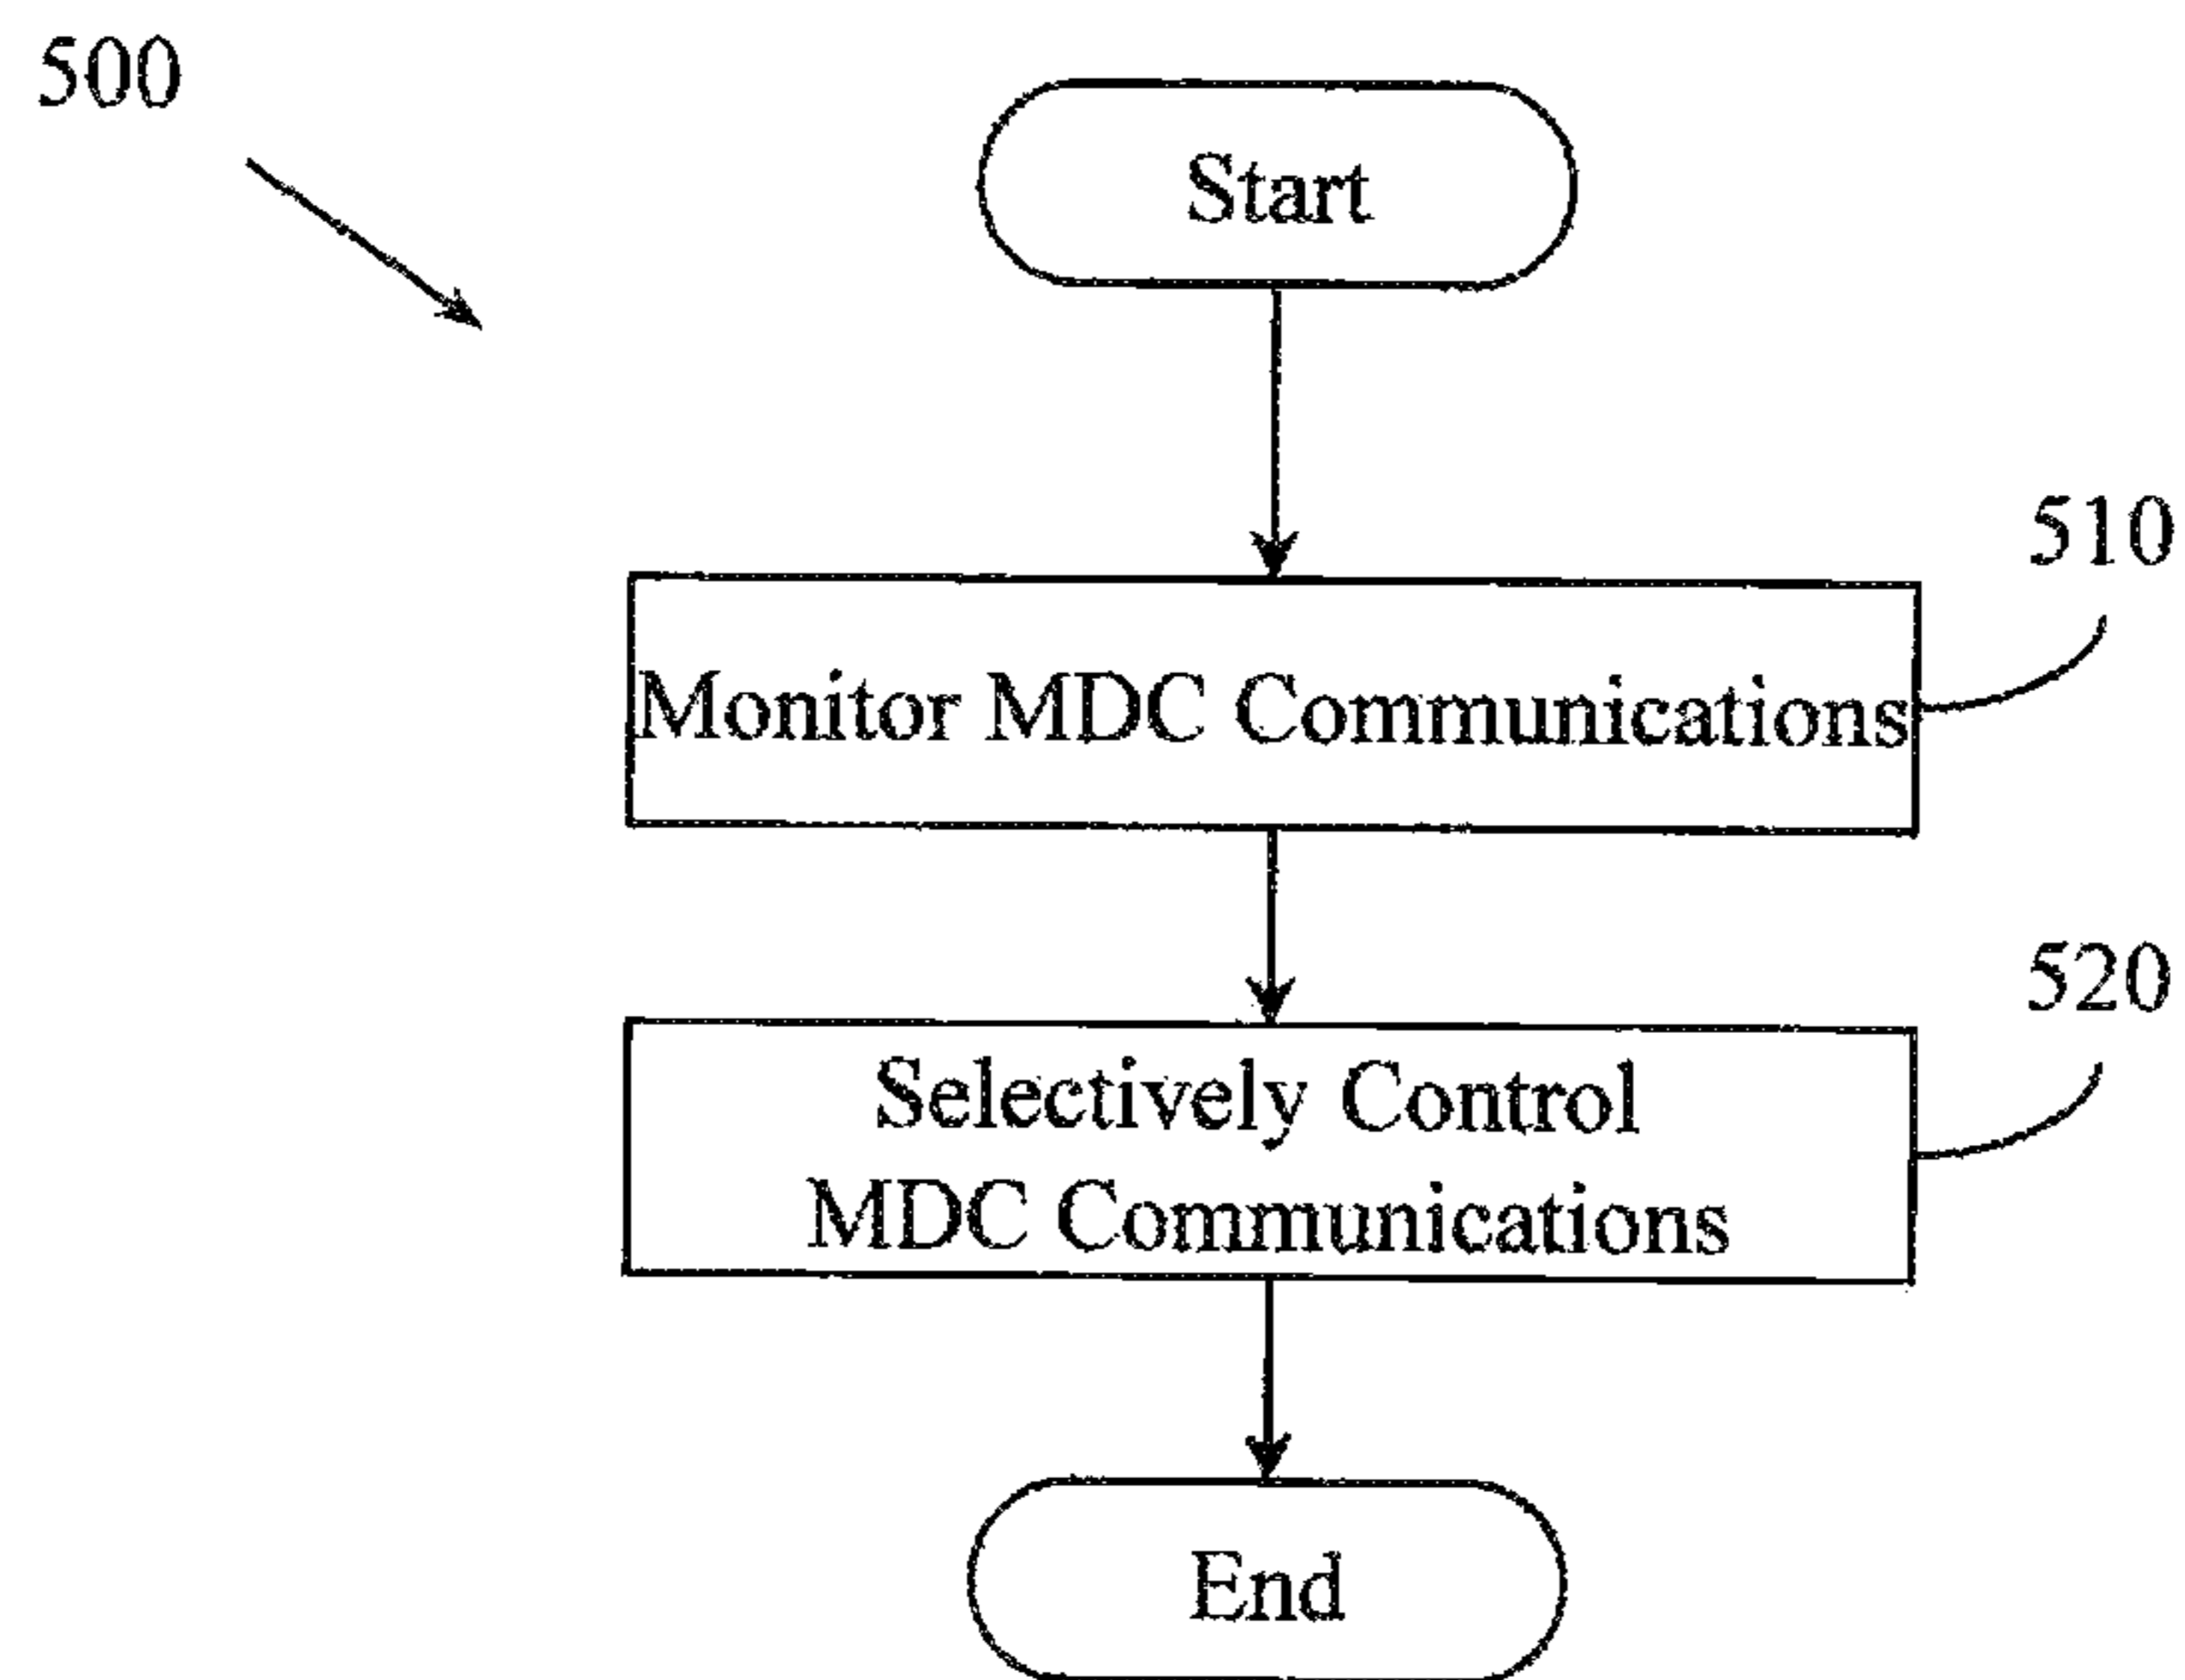 500
Start
510
Monitor MDC Communications
520
Selectively Control
MDC Communications
End